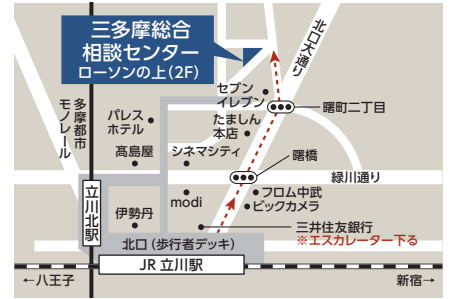 三多摩総合
相談センター
ローソンの上(2F)
北口大通り
セブン
イレブン
曙町二丁目
多摩都市
モノレール
パレス
ホテル
たましん
本店
髙島屋
シネマシティ
曙橋
緑川通り
立川北駅
modi
フロム中武
ビックカメラ
伊勢丹
三井住友銀行
※エスカレーター下る
北口(歩行者デッキ)
JR 立川駅
←八王子
新宿→